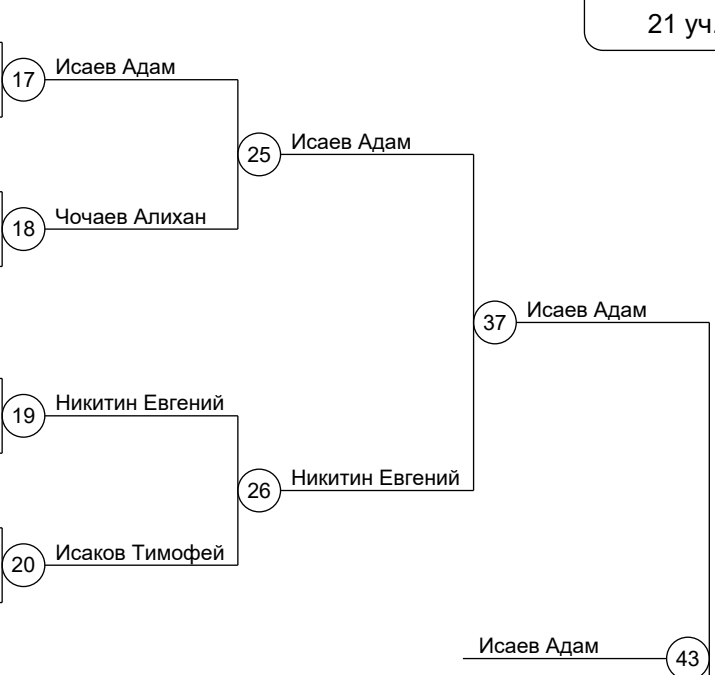 21 уч.
17 Исаев Адам
25 Исаев Адам
18 Чочаев Алихан
37 Исаев Адам
19 Никитин Евгений
26 Никитин Евгений
20 Исаков Тимофей
Исаев Адам 43